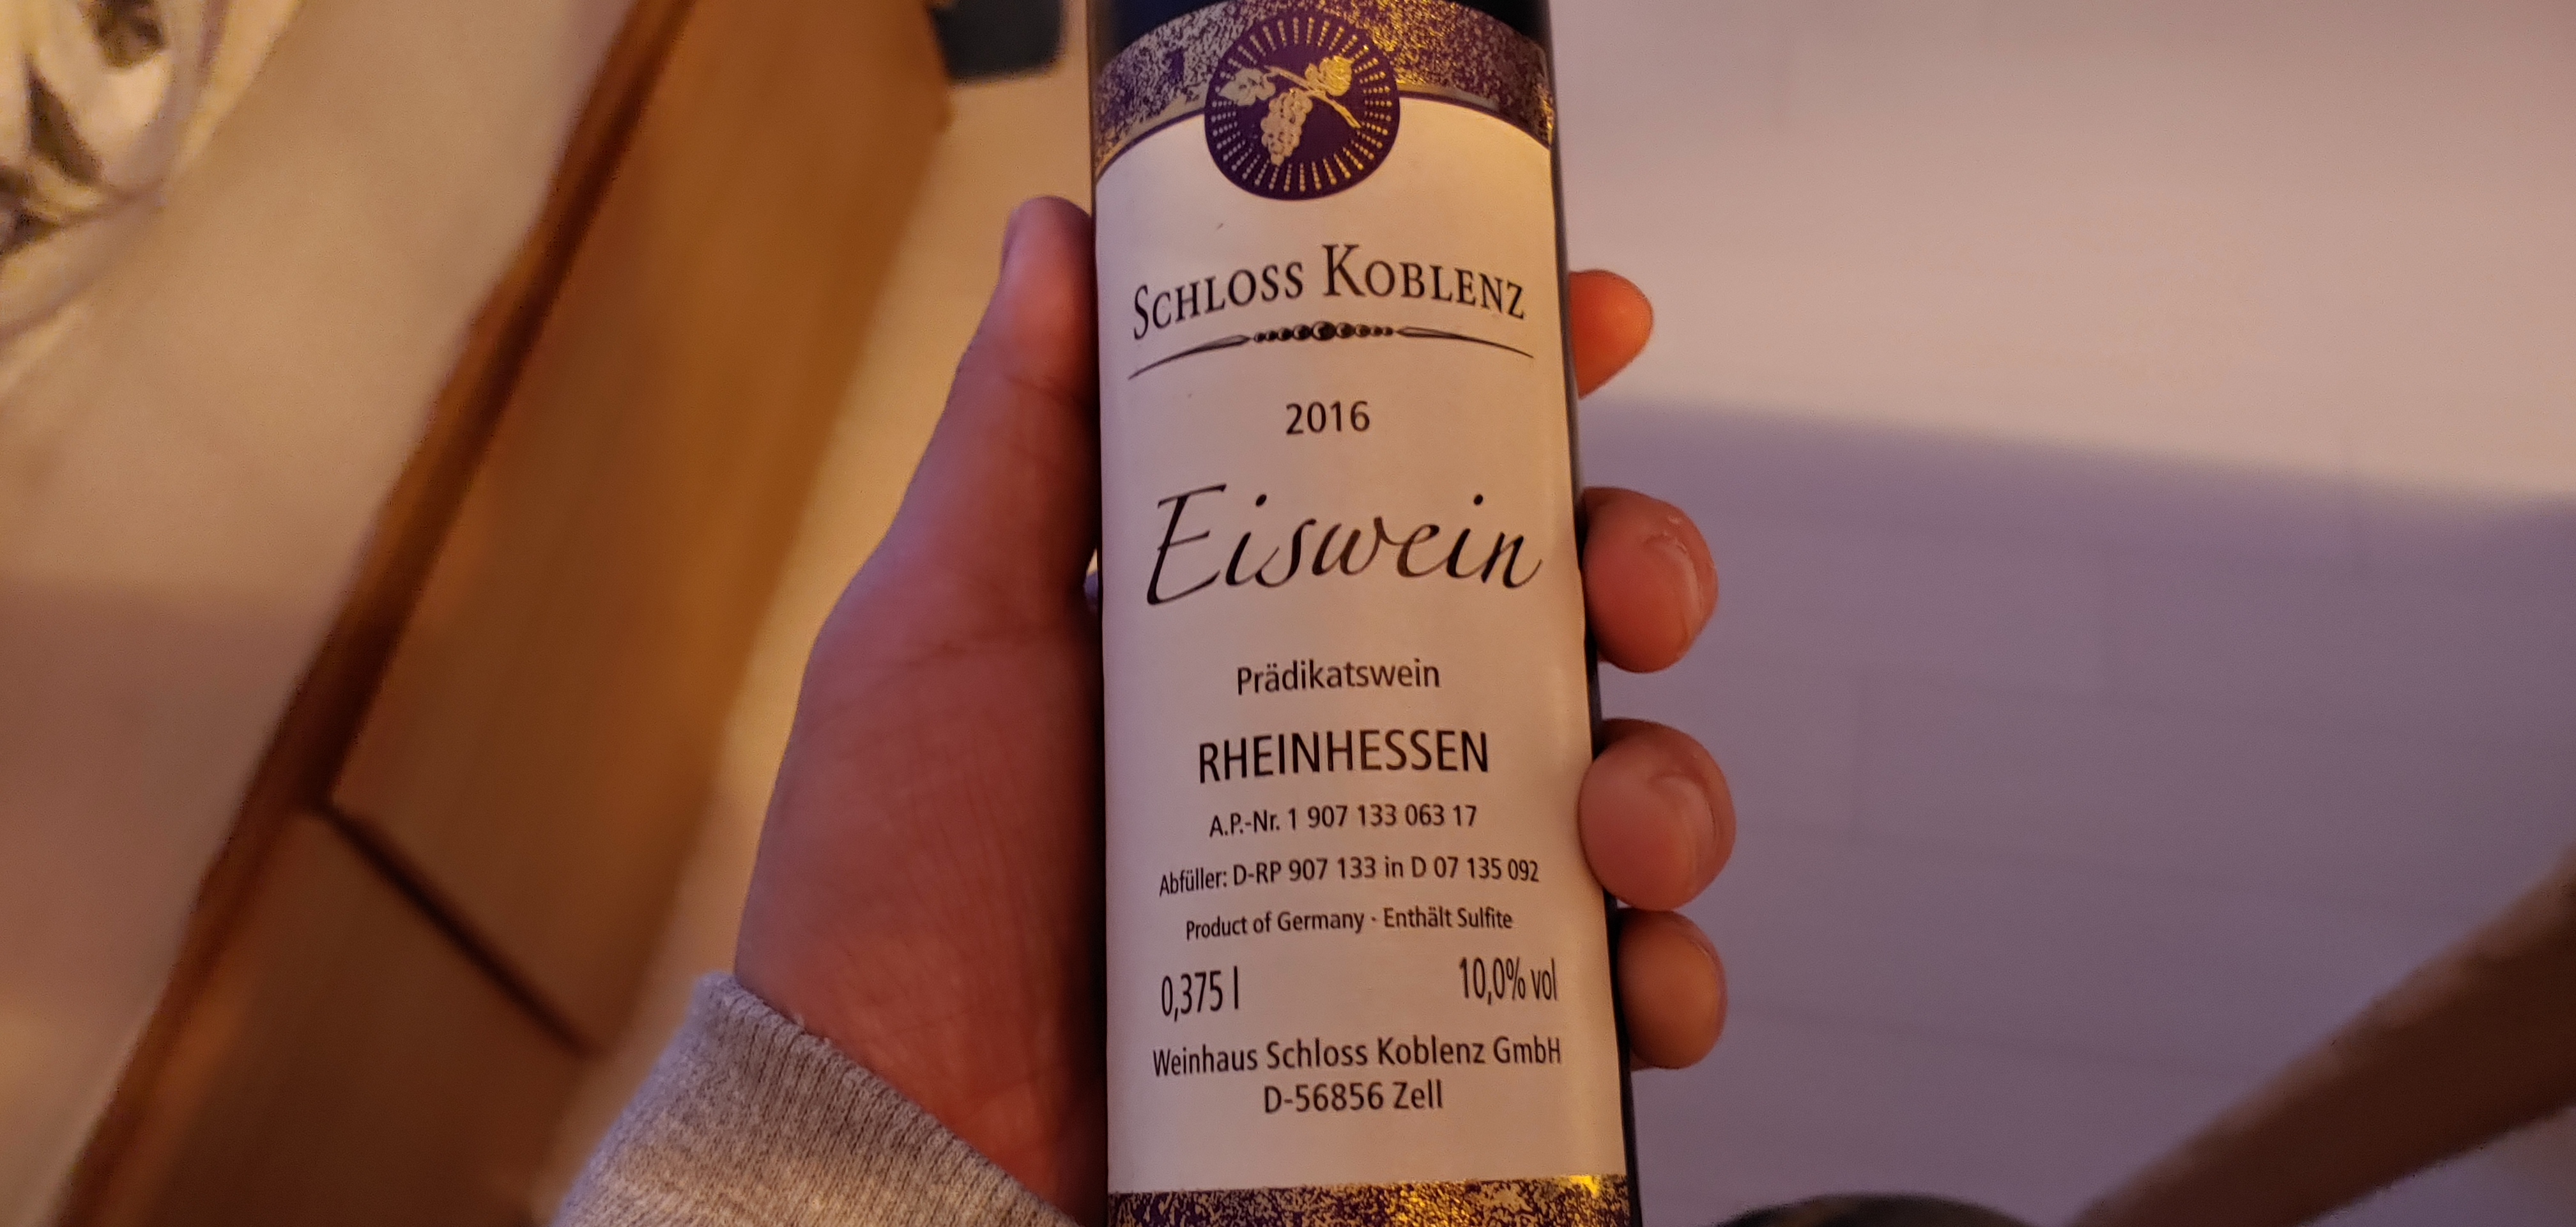 SCHLOSS KOBLENZ
2016
Eiswein
Prädikatswein
RHEINHESSEN
A.P.-Nr. 1 907 133 063 17
Abfüller: D-RP 907 133 in D 07 135 092
Product of Germany · Enthält Sulfite
0,375 l 10,0% vol
Weinhaus Schloss Koblenz GmbH
D-56856 Zell